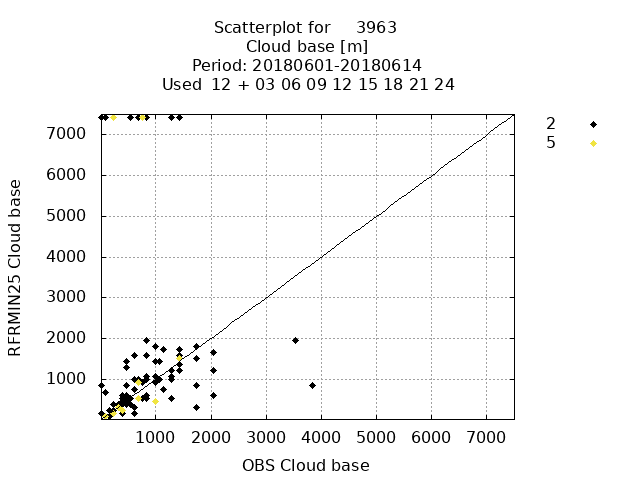 Scatterplot for 3963
Cloud base [m]
Period: 20180601-20180614
Used 12 + 03 06 09 12 15 18 21 24
2
5
7000
6000
5000
4000
3000
2000
1000
RFRMIN25 Cloud base
1000 2000 3000 4000 5000 6000 7000
OBS Cloud base